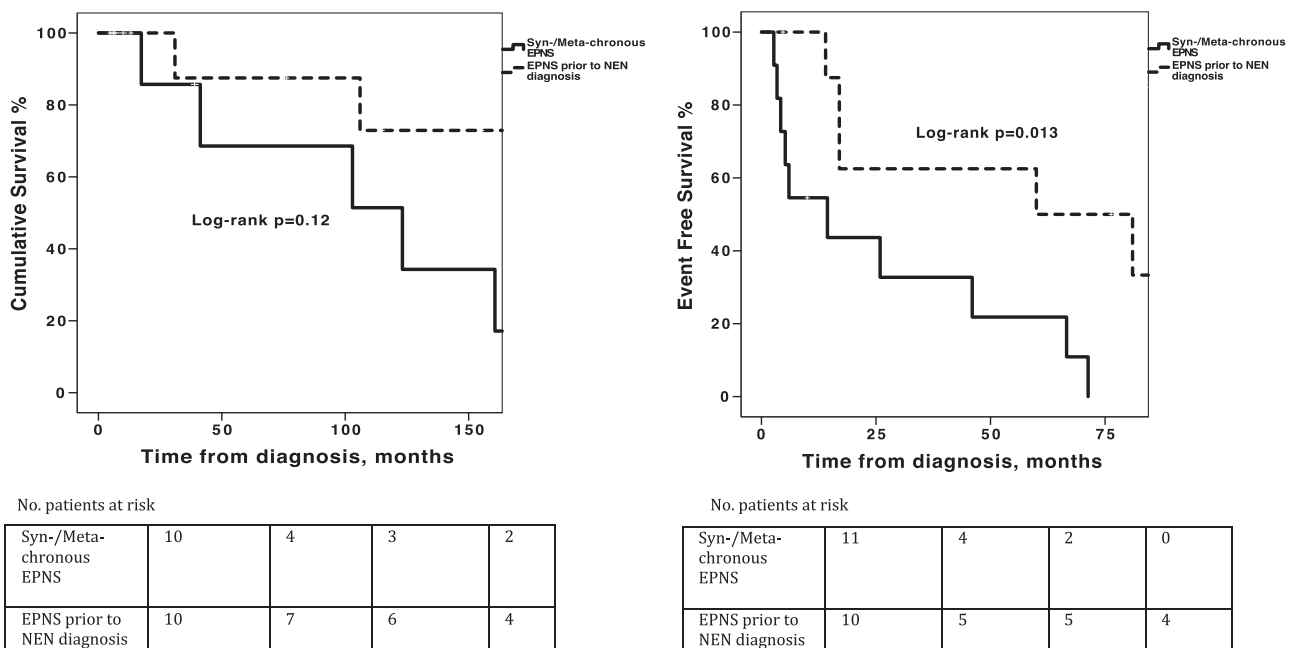 100
80
60
40
20
0
Cumulative Survival %
Log-rank p=0.12
0 50 100 150
Time from diagnosis, months
Syn-/Meta-chronous
EPNS
EPNS prior to NEN
diagnosis
100
80
60
40
20
0
Event Free Survival %
Log-rank p=0.013
0 25 50 75
Time from diagnosis, months
Syn-/Meta-chronous
EPNS
EPNS prior to NEN
diagnosis
No. patients at risk
Syn-/Meta- 10 4 3 2
chronous
EPNS
EPNS prior to 10 7 6 4
NEN diagnosis
No. patients at risk
Syn-/Meta- 11 4 2 0
chronous
EPNS
EPNS prior to 10 5 5 4
NEN diagnosis